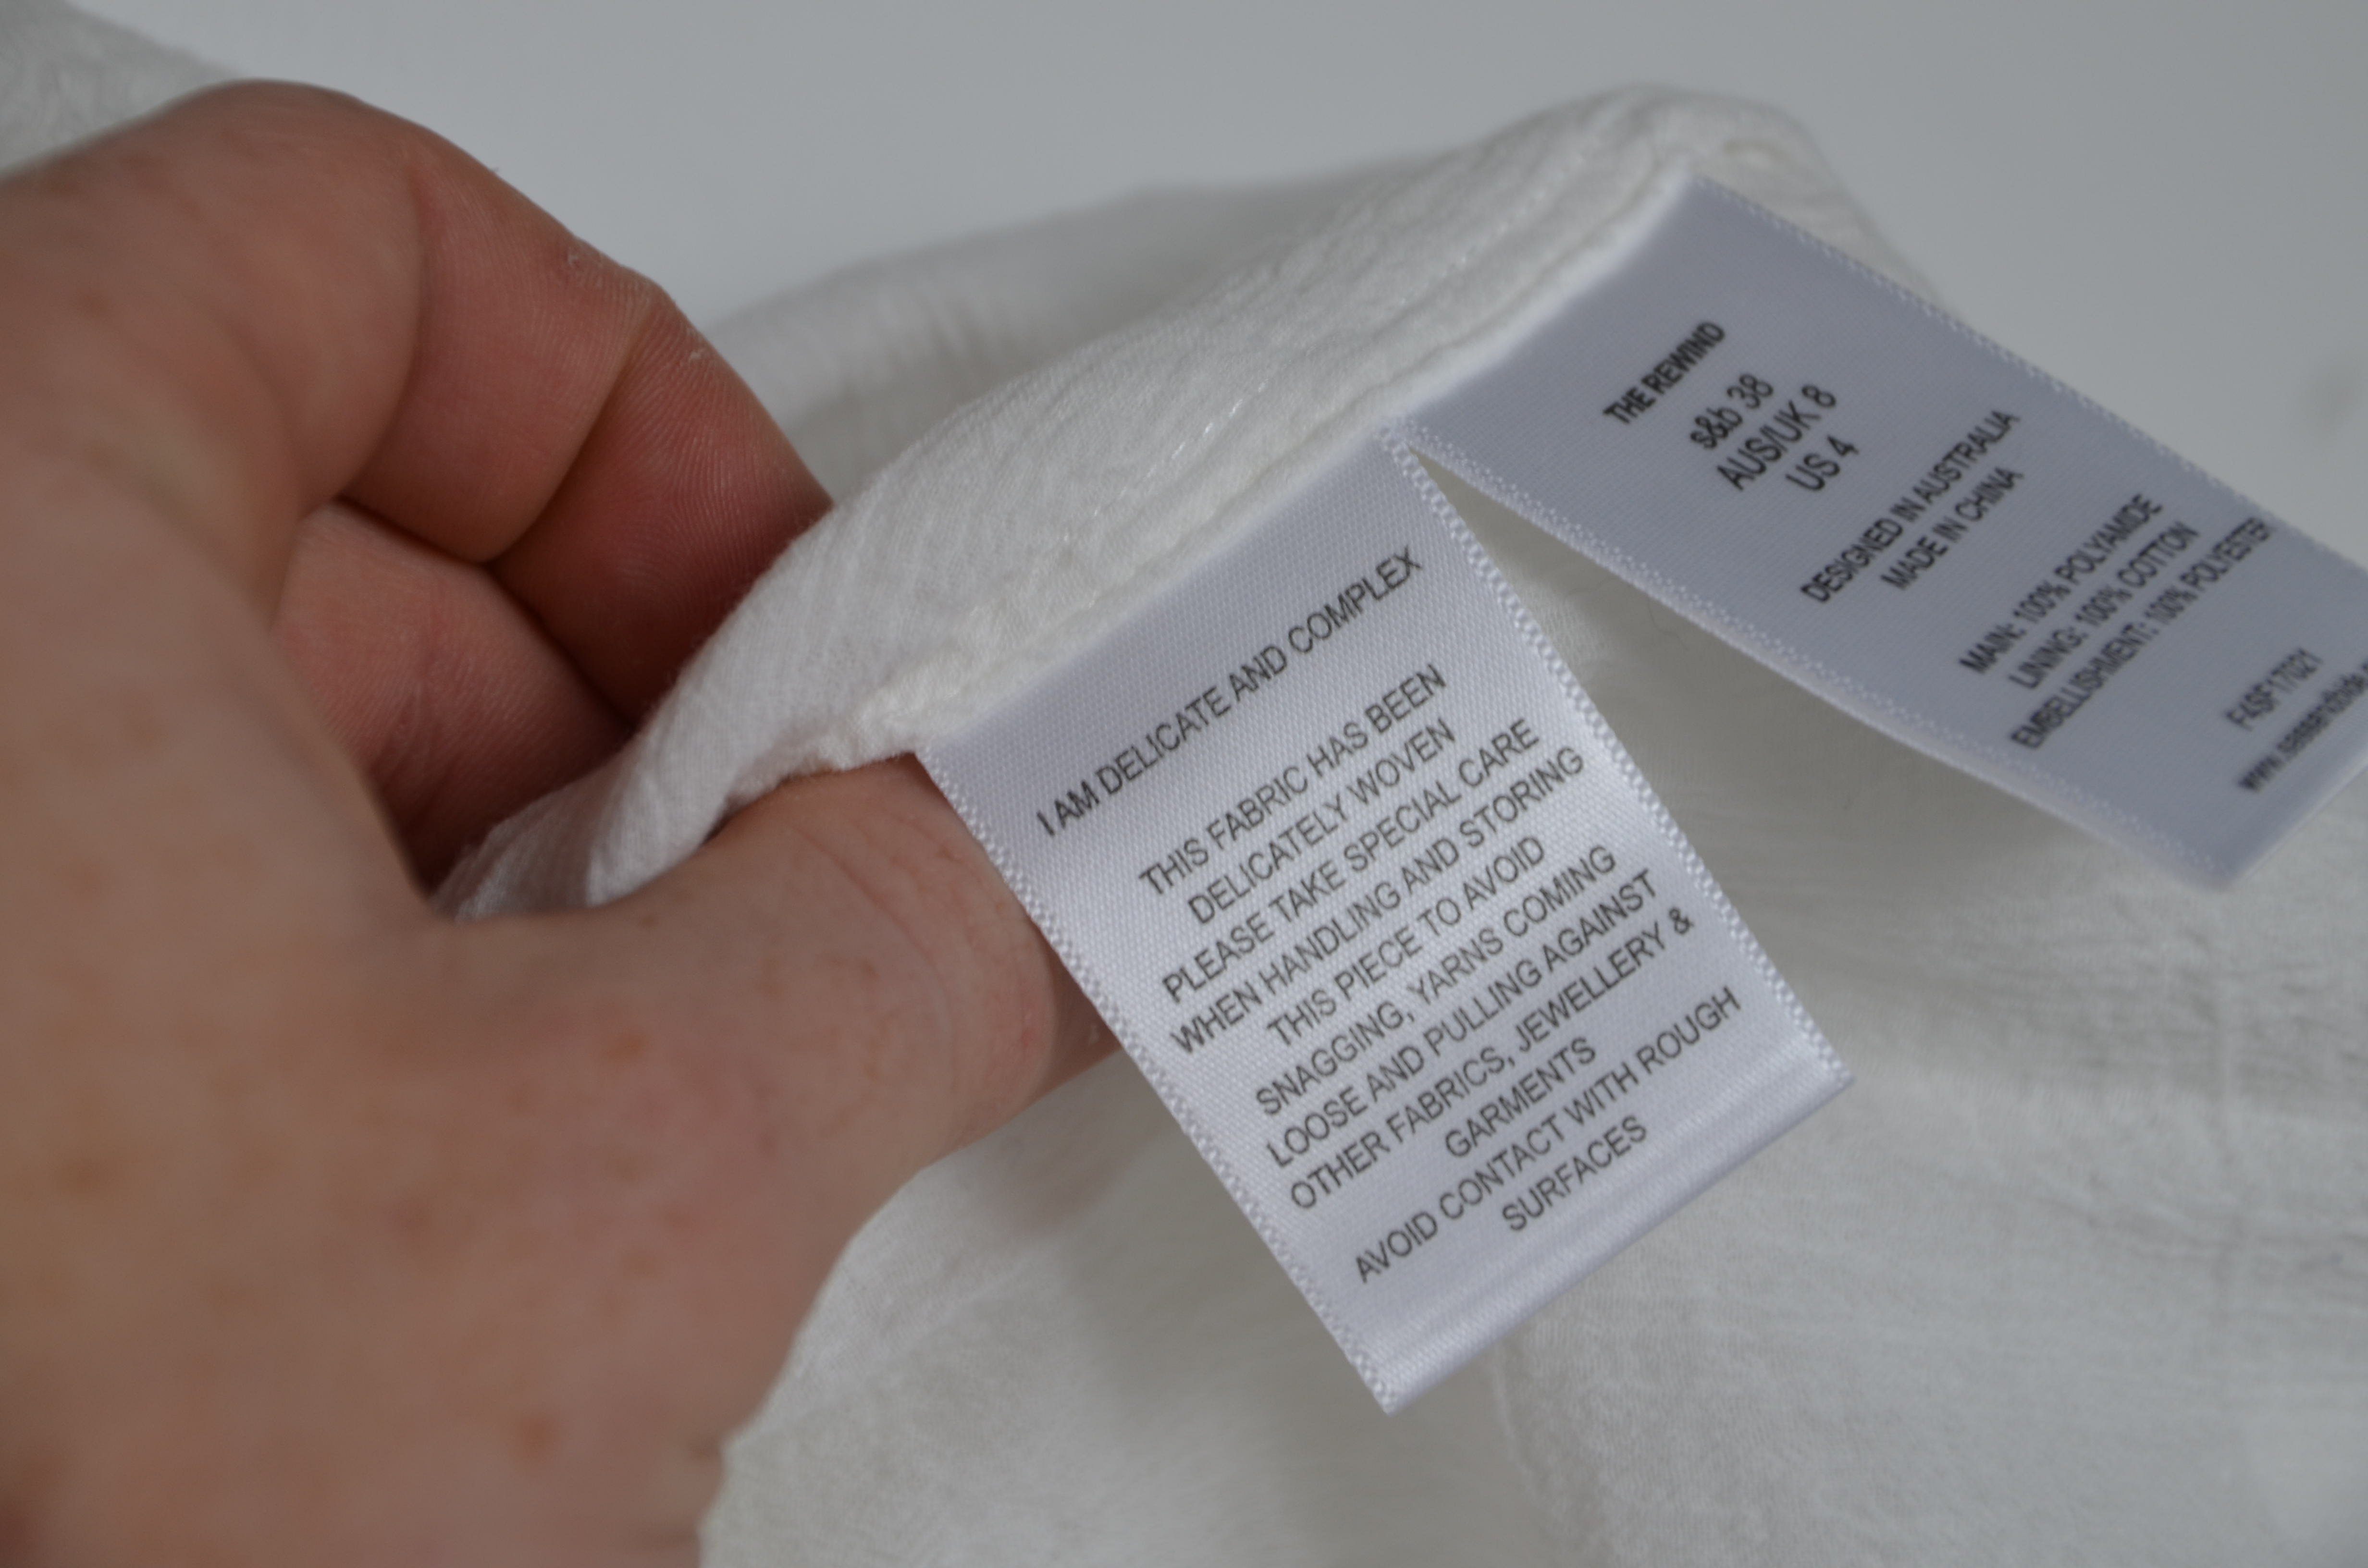 I AM DELICATE AND COMPLEX
THIS FABRIC HAS BEEN
DELICATELY WOVEN
PLEASE TAKE SPECIAL CARE
WHEN HANDLING AND STORING
THIS PIECE TO AVOID
SNAGGING, YARNS COMING
LOOSE AND PULLING AGAINST
OTHER FABRICS, JEWELLERY &
GARMENTS
AVOID CONTACT WITH ROUGH
SURFACES
THE REWIND
s&b 38
AUS/UK 8
US 4
DESIGNED IN AUSTRALIA
MADE IN CHINA
MAIN: 100% POLYAMIDE
LINING: 100% COTTON
EMBELLISHMENT: 100% POLYESTER
F4SF17021